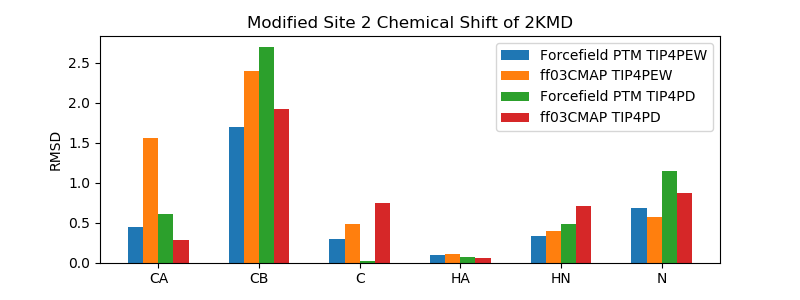 Modified Site 2 Chemical Shift of 2KMD
Forcefield PTM TIP4PEW
ff03CMAP TIP4PEW
Forcefield PTM TIP4PD
ff03CMAP TIP4PD
RMSD
2.5
2.0
1.5
1.0
0.5
0.0
CA CB C HA HN N